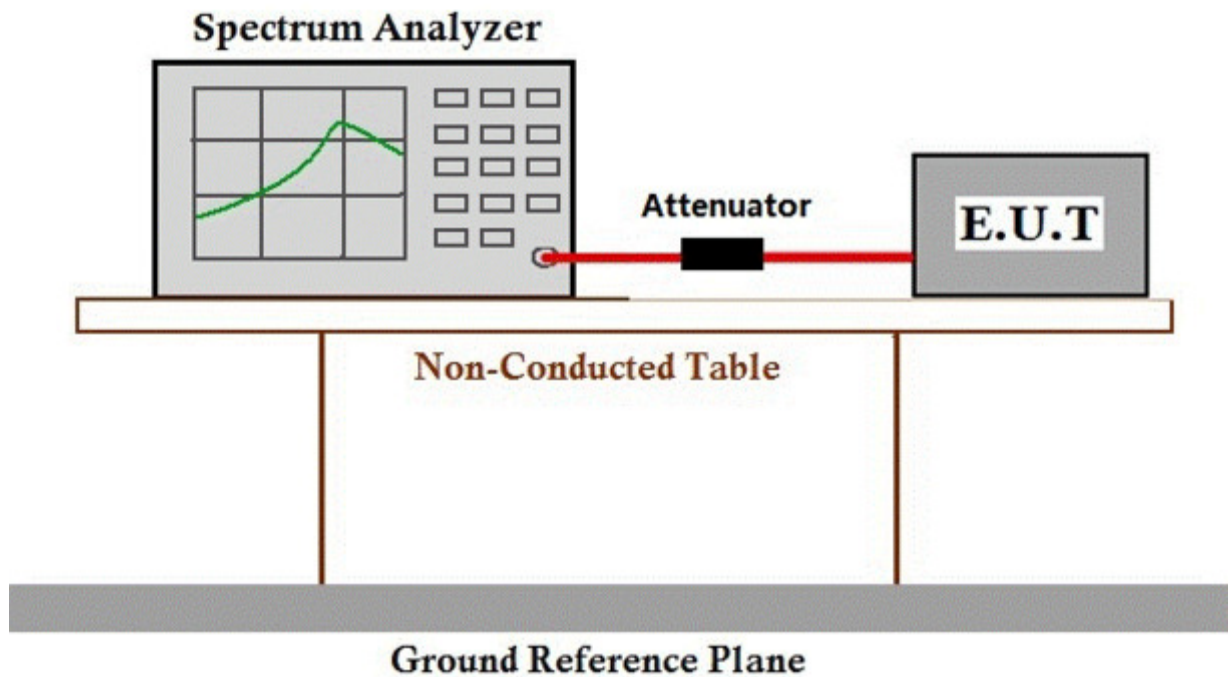 Spectrum Analyzer
Attenuator
E.U.T
Non-Conducted Table
Ground Reference Plane